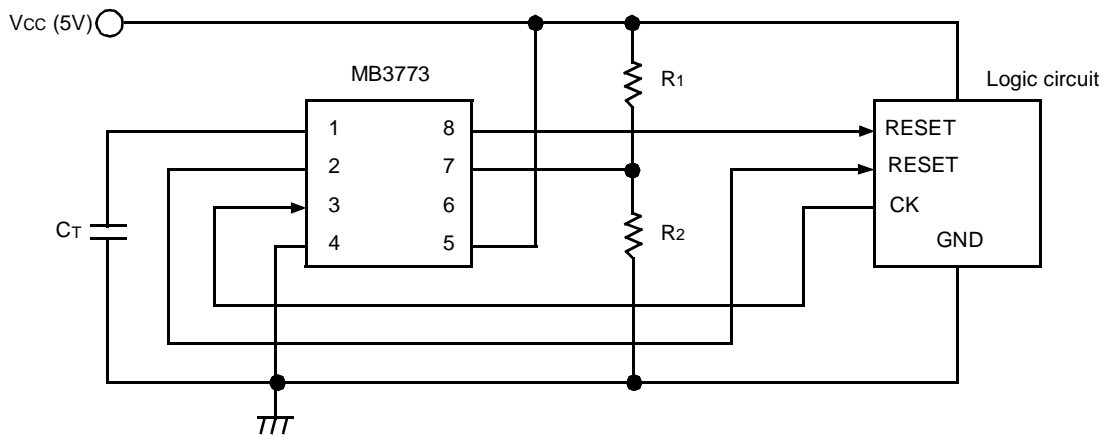 VCC (5V)
MB3773
R1
Logic circuit
1 8
RESET
2 7
RESET
3 6
CK
CT
R2
4 5
GND